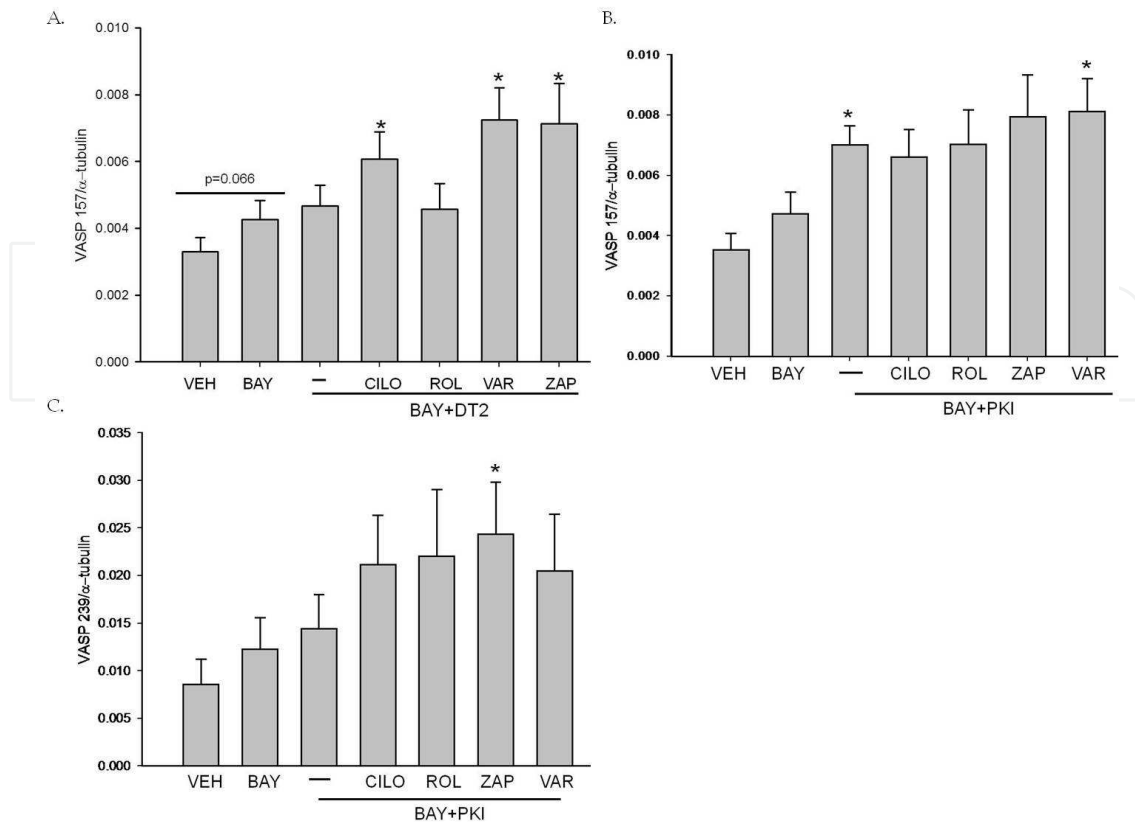 A.
0.010
0.008
0.006
0.004
0.002
0.000
VASP 157/α−tubulin
p=0.066
*
*
*
VEH BAY — CILO ROL VAR ZAP
BAY+DT2
B.
0.010
0.008
0.006
0.004
0.002
0.000
VASP 157/α−tubulin
*
*
VEH BAY — CILO ROL ZAP VAR
BAY+PKI
C.
0.035
0.030
0.025
0.020
0.015
0.010
0.005
0.000
VASP 239/α−tubulin
*
VEH BAY — CILO ROL ZAP VAR
BAY+PKI